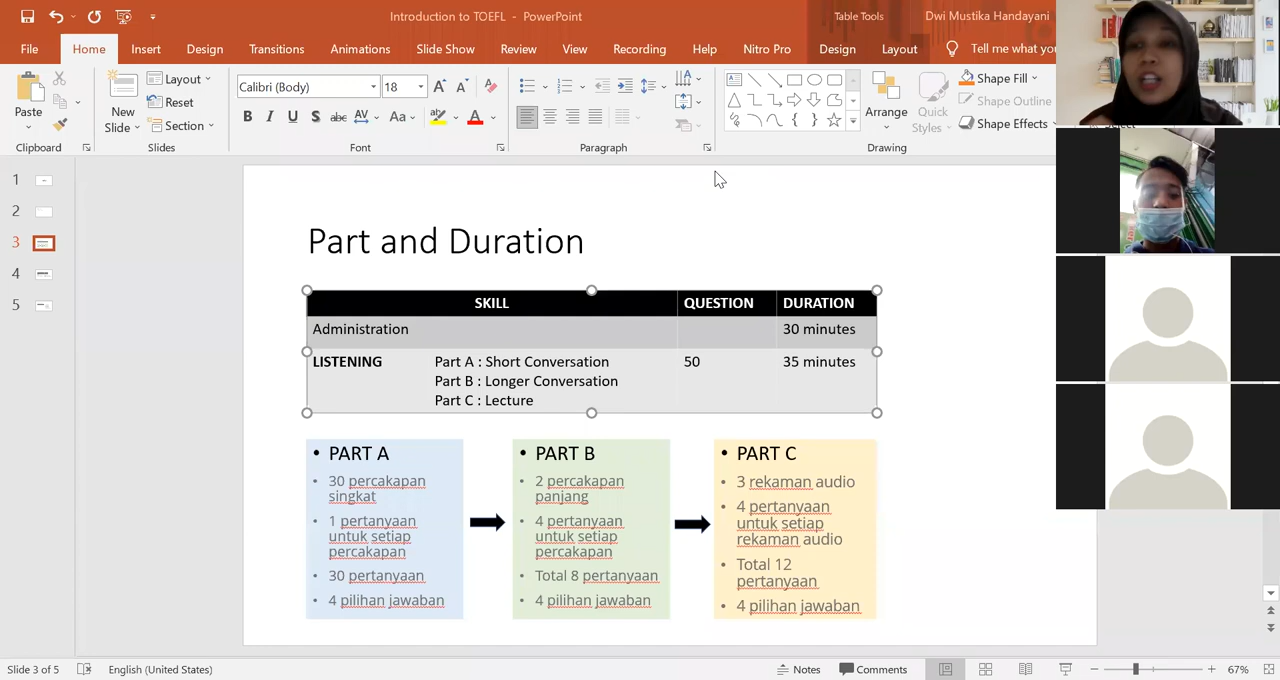 Introduction to TOEFL - PowerPoint
Table Tools
Dwi Mustika Handayani
File Home Insert Design Transitions Animations Slide Show Review View Recording Help Nitro Pro Design Layout Tell me what you
Paste
Clipboard
New Slide
Layout
Reset
Section
Slides
Calibri (Body) 18
B I U S abc AV Aa A
Font
Paragraph
Arrange
Quick Styles
Shape Fill
Shape Outline
Shape Effects
Drawing
Select
1
2
3
4
5
Part and Duration
SKILL QUESTION DURATION
Administration 30 minutes
LISTENING Part A : Short Conversation 50 35 minutes
Part B : Longer Conversation
Part C : Lecture
• PART A
• 30 percakapan
singkat
• 1 pertanyaan
untuk setiap
percakapan
• 30 pertanyaan
• 4 pilihan jawaban
• PART B
• 2 percakapan
panjang
• 4 pertanyaan
untuk setiap
percakapan
• Total 8 pertanyaan
• 4 pilihan jawaban
• PART C
• 3 rekaman audio
• 4 pertanyaan
untuk setiap
rekaman audio
• Total 12
pertanyaan
• 4 pilihan jawaban
Slide 3 of 5 English (United States) Notes Comments 67%